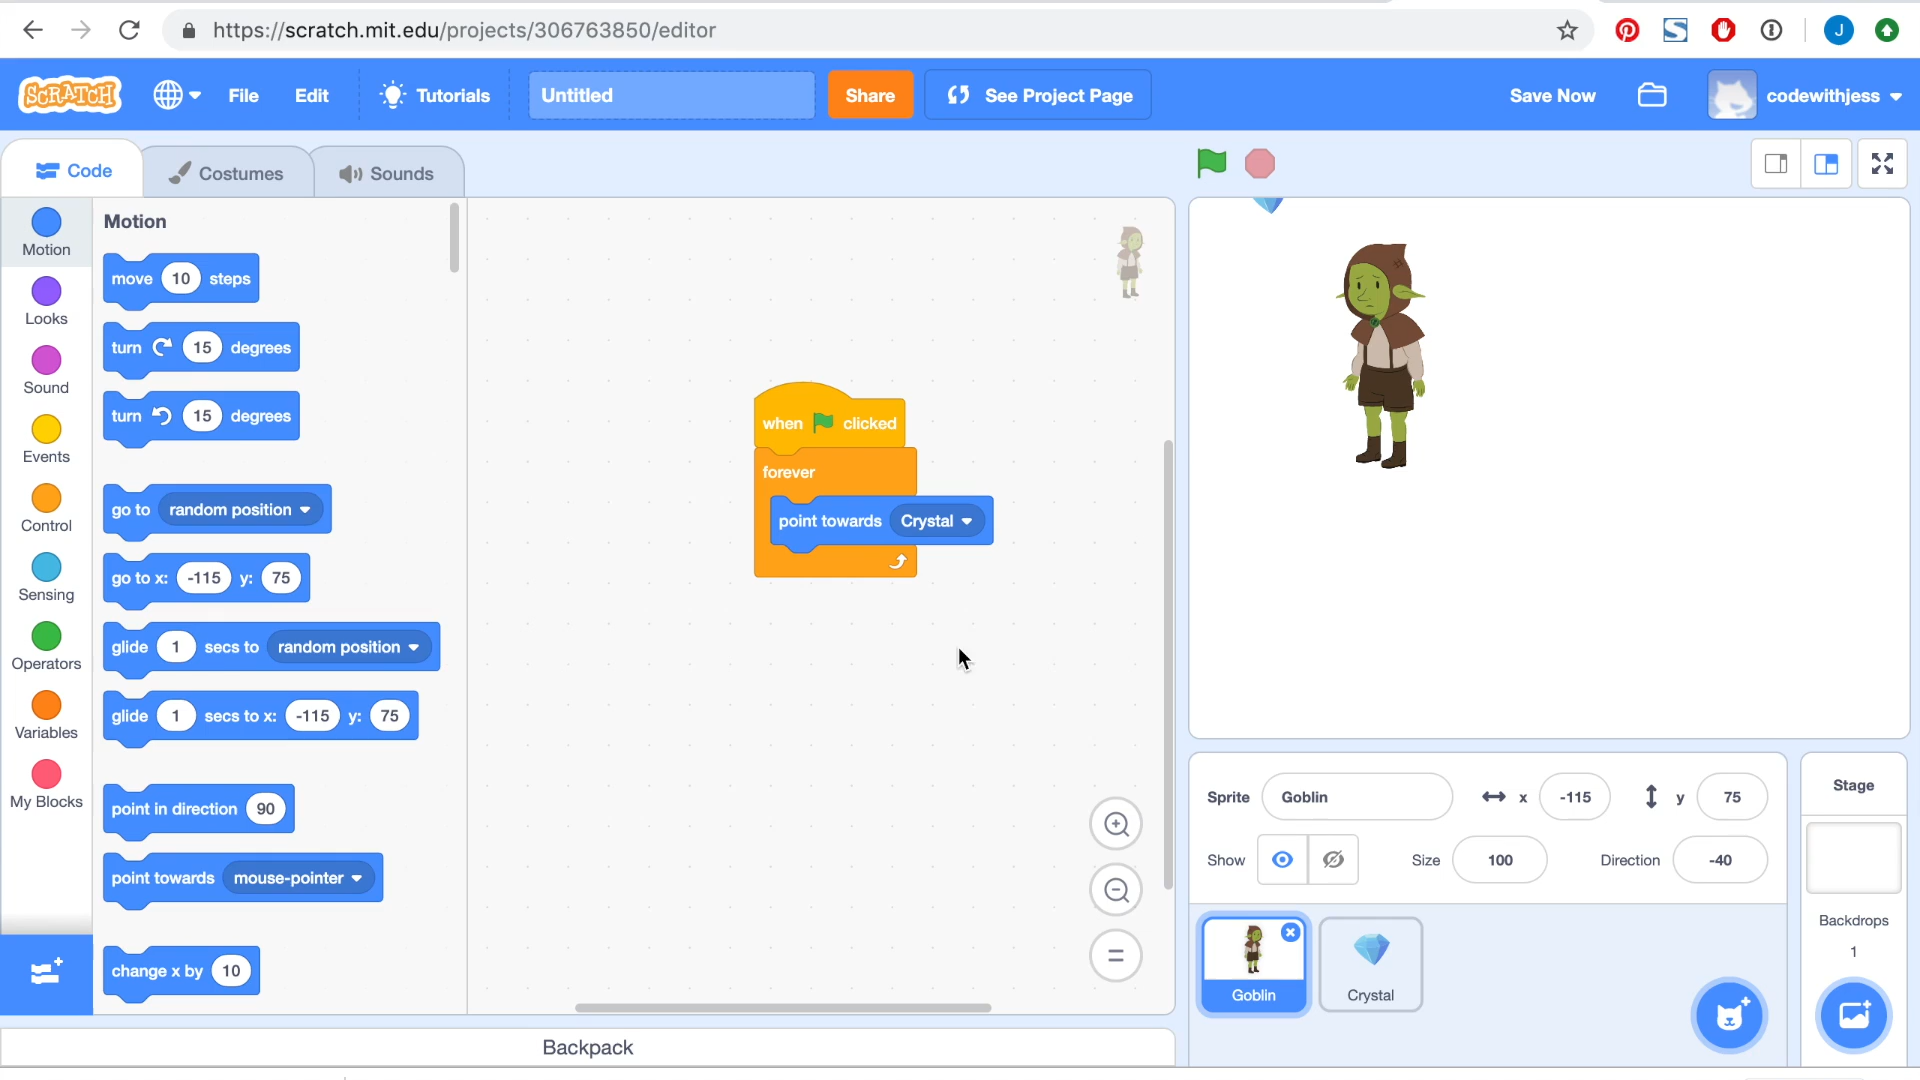 https://scratch.mit.edu/projects/306763850/editor
J
SCRATCH
File
Edit
Tutorials
Untitled
Share
See Project Page
Save Now
codewithjess
Code
Costumes
Sounds
Motion
Looks
Sound
Events
Control
Sensing
Operators
Variables
My Blocks
Motion
move 10 steps
turn 15 degrees
turn 15 degrees
go to random position
go to x: -115 y: 75
glide 1 secs to random position
glide 1 secs to x: -115 y: 75
point in direction 90
point towards mouse-pointer
change x by 10
when clicked
forever
point towards Crystal
Backpack
Sprite Goblin x -115 y 75
Show Size 100 Direction -40
Goblin
Crystal
Stage
Backdrops
1